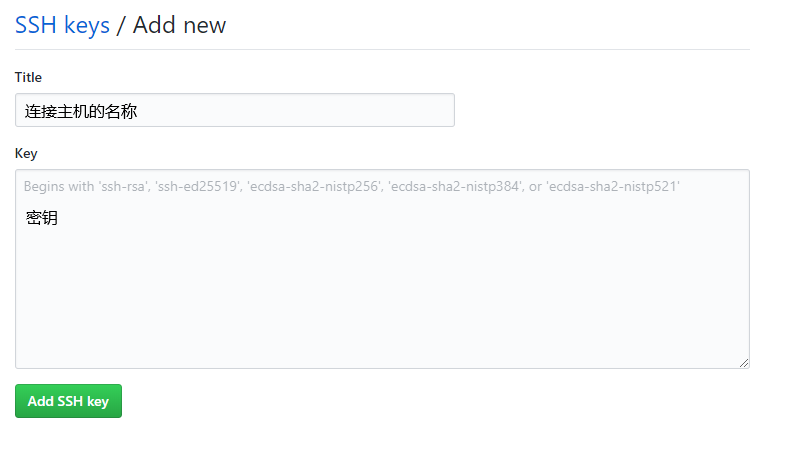 SSH keys / Add new
Title
连接主机的名称
Key
Begins with 'ssh-rsa', 'ssh-ed25519', 'ecdsa-sha2-nistp256', 'ecdsa-sha2-nistp384', or 'ecdsa-sha2-nistp521'
密钥
Add SSH key